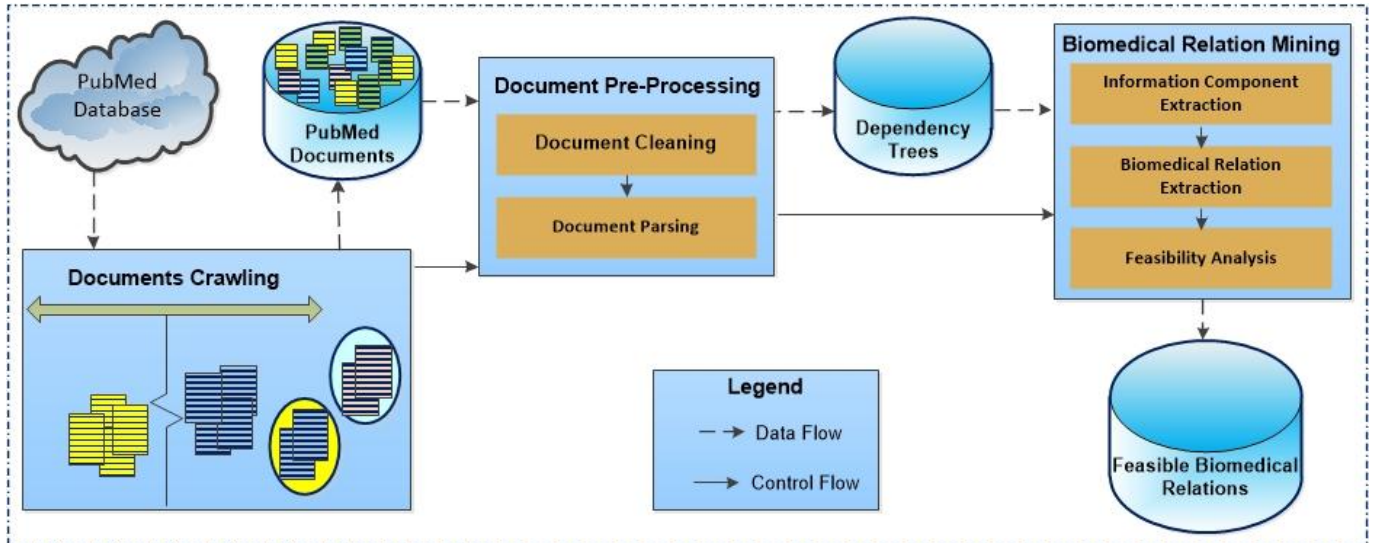 PubMed
Database
PubMed
Documents
Documents Crawling
Document Pre-Processing
Document Cleaning
Document Parsing
Dependency
Trees
Biomedical Relation Mining
Information Component
Extraction
Biomedical Relation
Extraction
Feasibility Analysis
Feasible Biomedical
Relations
Legend
Data Flow
Control Flow